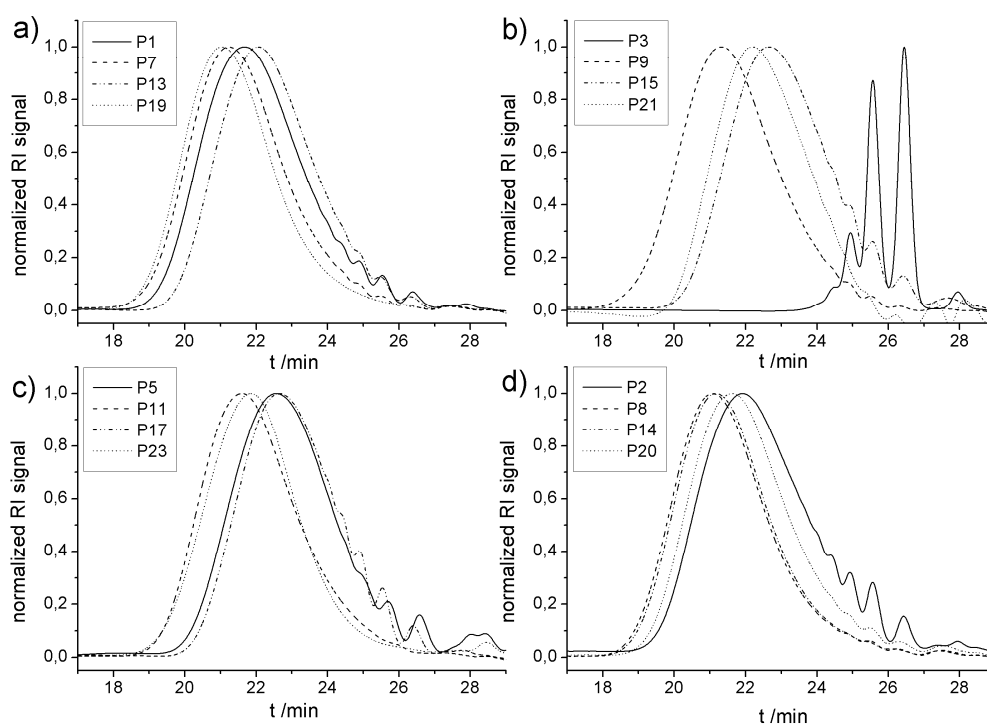 a)
P1
P7
P13
P19
normalized RI signal
1,0
0,8
0,6
0,4
0,2
0,0
18 20 22 24 26 28
t /min
b)
P3
P9
P15
P21
normalized RI signal
1,0
0,8
0,6
0,4
0,2
0,0
18 20 22 24 26 28
t /min
c)
P5
P11
P17
P23
normalized RI signal
1,0
0,8
0,6
0,4
0,2
0,0
18 20 22 24 26 28
t /min
d)
P2
P8
P14
P20
normalized RI signal
1,0
0,8
0,6
0,4
0,2
0,0
18 20 22 24 26 28
t /min